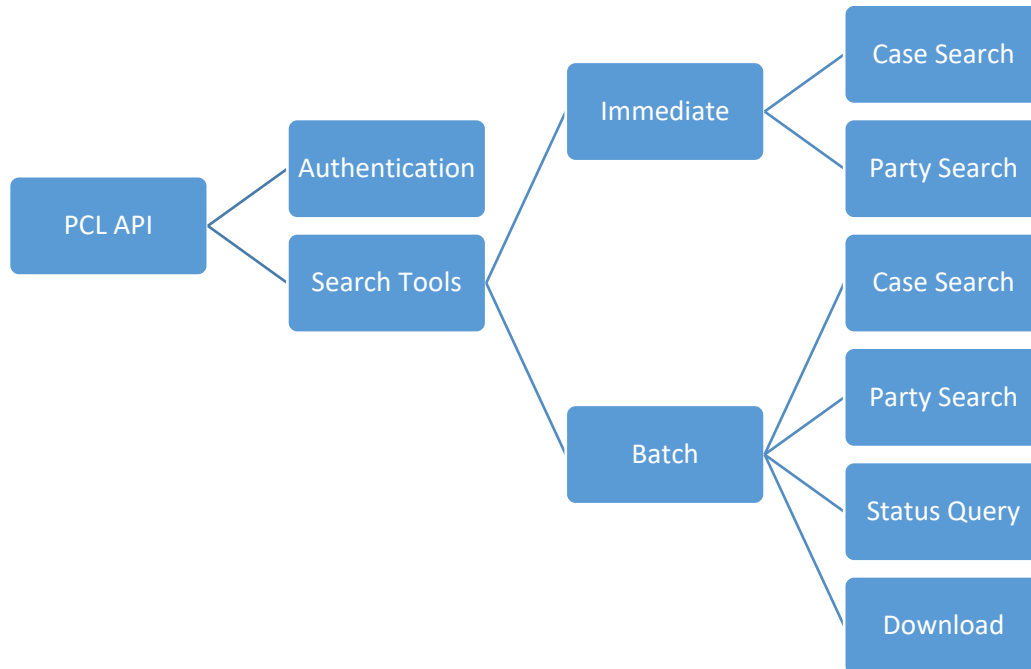 PCL API
Authentication
Search Tools
Immediate
Case Search
Party Search
Batch
Case Search
Party Search
Status Query
Download